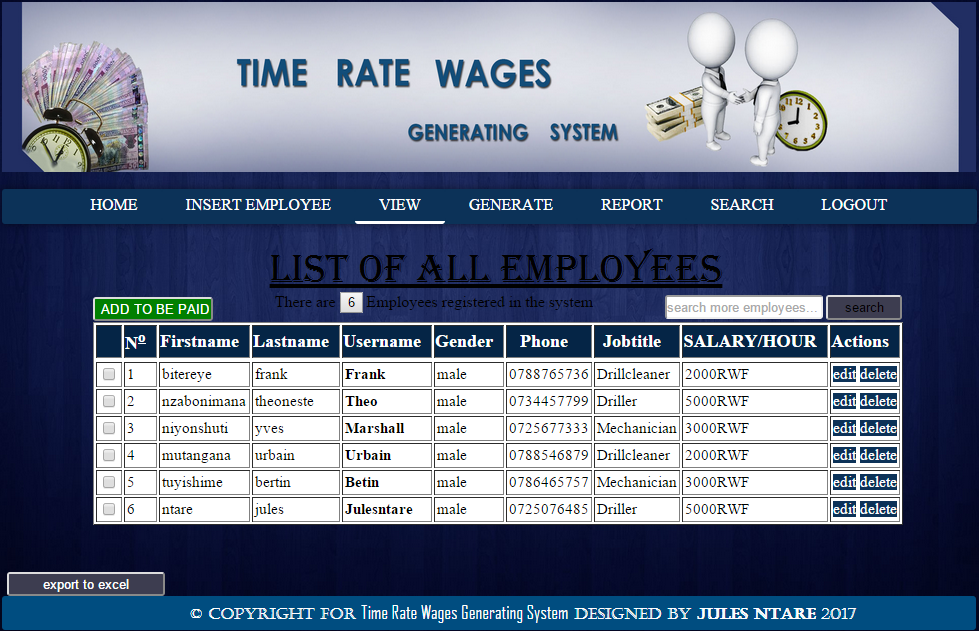 TIME RATE WAGES
GENERATING SYSTEM
HOME INSERT EMPLOYEE VIEW GENERATE REPORT SEARCH LOGOUT
LIST OF ALL EMPLOYEES
There are 6 Employees registered in the system
ADD TO BE PAID search more employees... search
Nº Firstname Lastname Username Gender Phone Jobtitle SALARY/HOUR Actions
1 bitereye frank Frank male 0788765736 Drillcleaner 2000RWF edit delete
2 nzabonimana theoneste Theo male 0734457799 Driller 5000RWF edit delete
3 niyonshuti yves Marshall male 0725677333 Mechanician 3000RWF edit delete
4 mutangana urbain Urbain male 0788546879 Drillcleaner 2000RWF edit delete
5 tuyishime bertin Betin male 0786465757 Mechanician 3000RWF edit delete
6 ntare jules Julesntare male 0725076485 Driller 5000RWF edit delete
export to excel
© COPYRIGHT FOR Time Rate Wages Generating System DESIGNED BY JULES NTARE 2017